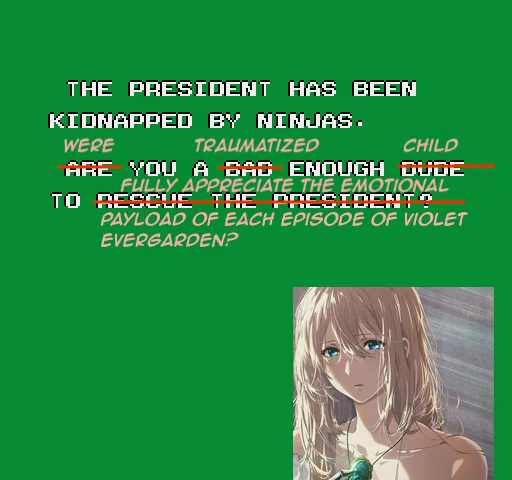 THE PRESIDENT HAS BEEN
KIDNAPPED BY NINJAS.
WERE TRAUMATIZED CHILD
ARE YOU A BAD ENOUGH DUDE
FULLY APPRECIATE THE EMOTIONAL
TO RESCUE THE PRESIDENT?
PAYLOAD OF EACH EPISODE OF VIOLET
EVERGARDEN?